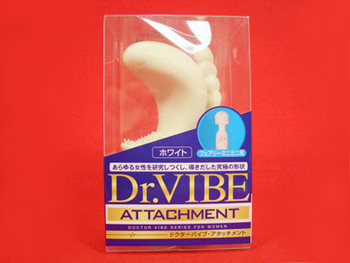 ホワイト
フェアリーミニミニ用
あらゆる女性を研究しつくし、導きだした究極の形状
Dr.VIBE
ATTACHMENT
DOCTOR VIBE SERIES FOR WOMEN
ドクターバイブ・アタッチメント